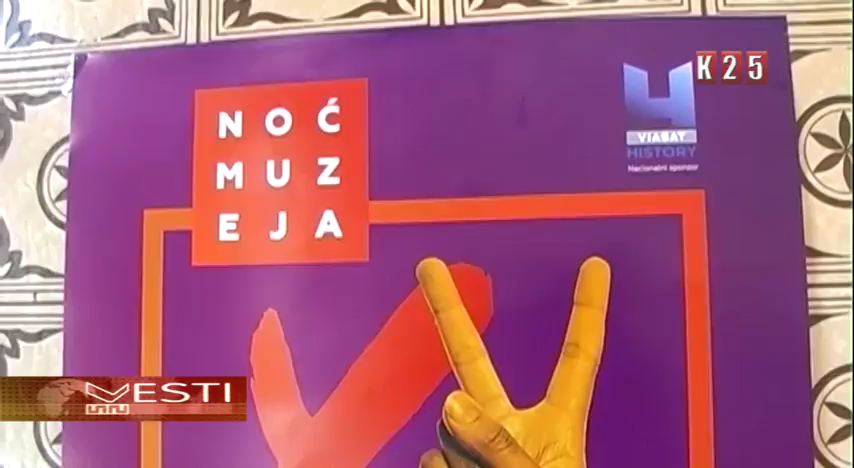 NOĆ
MUZ
EJA
VIASAT
HISTORY
Nacionalni sponzor
K25
VESTI